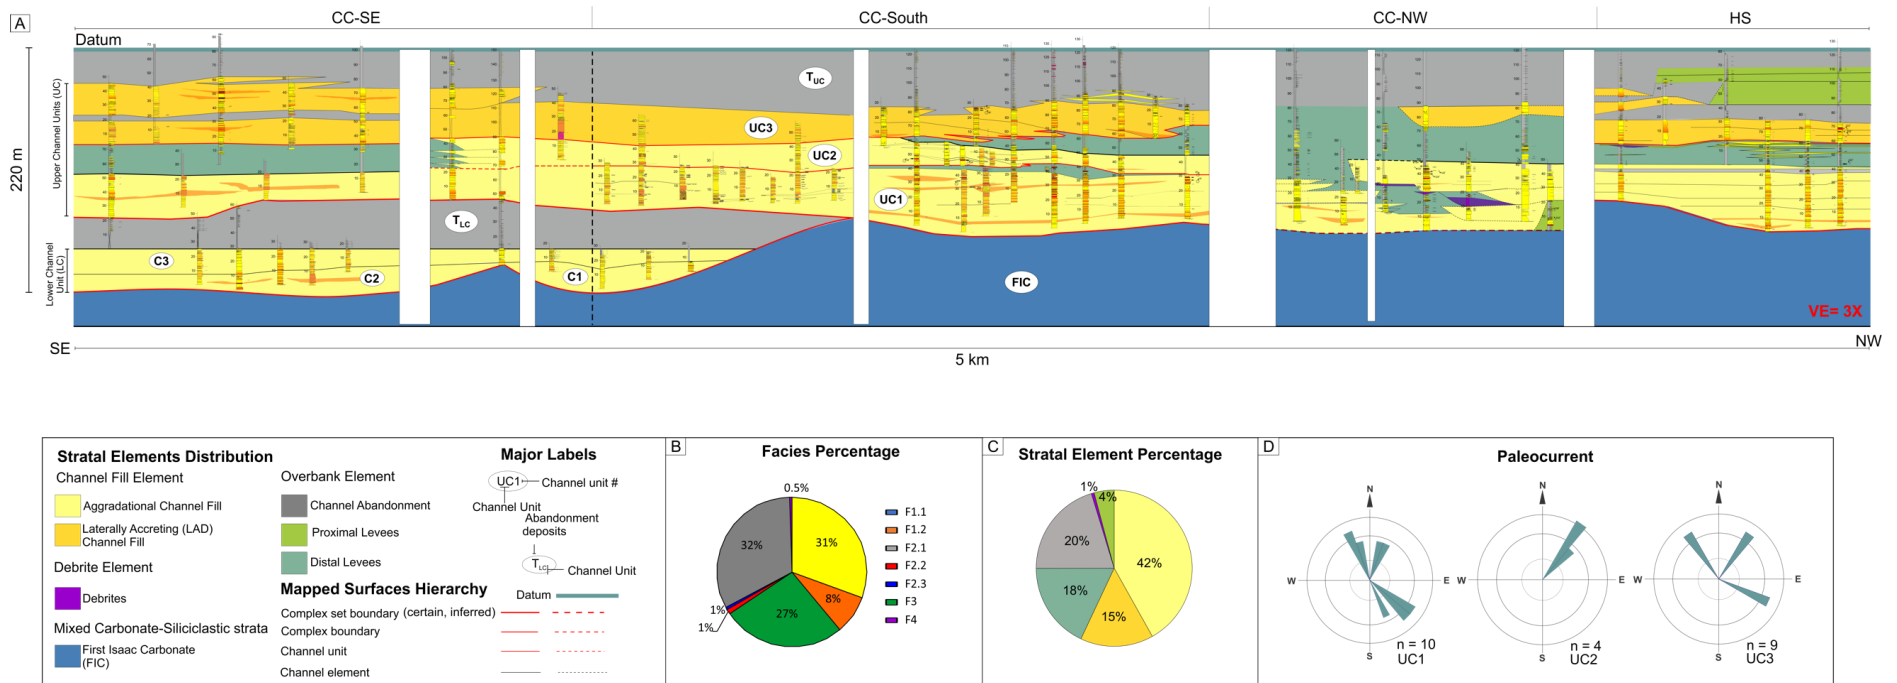 A
CC-SE
CC-South
CC-NW
HS
Datum
220 m
Upper Channel Units (UC)
Lower Channel
Unit (LC)
TUC
UC3
UC2
UC1
TLC
C3
C2
C1
FIC
VE= 3X
SE
NW
5 km
Stratal Elements Distribution
Channel Fill Element
Aggradational Channel Fill
Laterally Accreting (LAD)
Channel Fill
Debrite Element
Debrites
Mixed Carbonate-Siliciclastic strata
First Isaac Carbonate
(FIC)
Overbank Element
Channel Abandonment
Proximal Levees
Distal Levees
Mapped Surfaces Hierarchy
Complex set boundary (certain, inferred)
Complex boundary
Channel unit
Channel element
Major Labels
UC1
Channel unit #
Channel Unit
Abandonment
deposits
TLC
Channel Unit
Datum
B
Facies Percentage
0.5%
31%
8%
27%
1%
1%
32%
F1.1
F1.2
F2.1
F2.2
F2.3
F3
F4
C
Stratal Element Percentage
1%
4%
42%
15%
18%
20%
D
Paleocurrent
N
W
E
S
n = 10
UC1
N
W
E
S
n = 4
UC2
N
W
E
S
n = 9
UC3